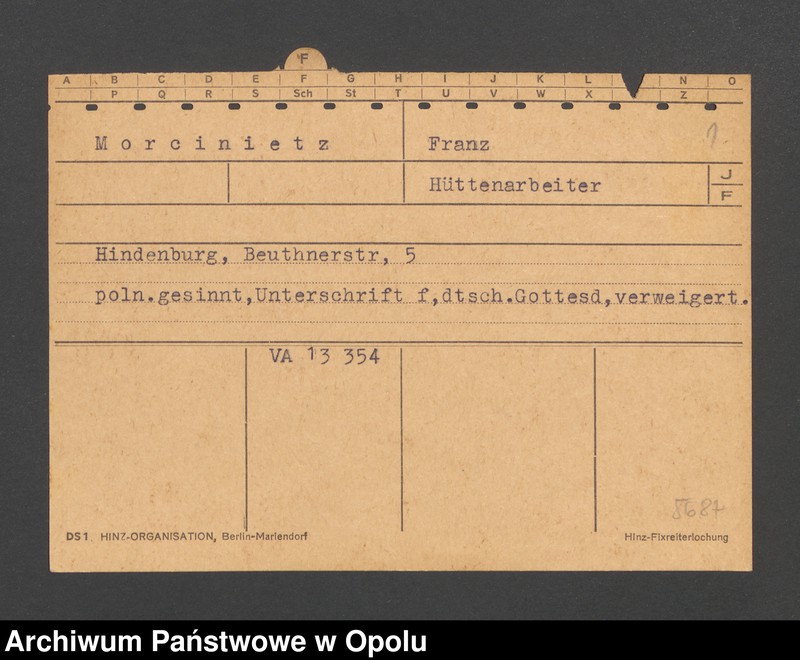 F
A B C D E F G H I J K L N O
P Q R S Sch St T U V W X Z
Morcinietz Franz
Hüttenarbeiter J
F
Hindenburg, Beuthnerstr, 5
poln.gesinnt,Unterschrift f,dtsch.Gottesd,verweigert.
VA 13 354
5687
DS1 HINZ-ORGANISATION, Berlin-Mariendorf Hinz-Fixreiterlochung
Archiwum Państwowe w Opolu